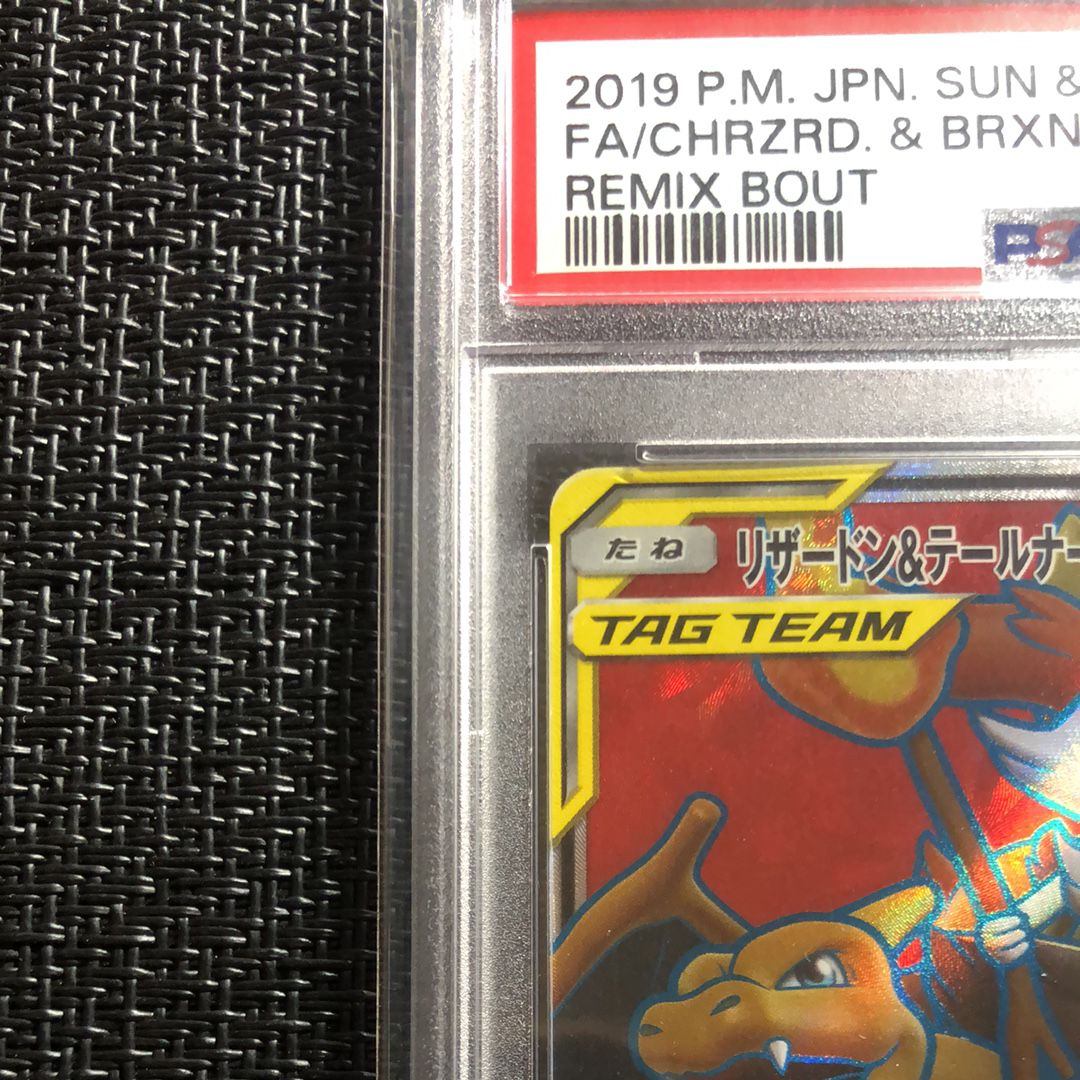 2019 P.M. JPN. SUN &
FA/CHRZRD. & BRXN
REMIX BOUT
PSA
たね
リザードン&テールナー
TAG TEAM